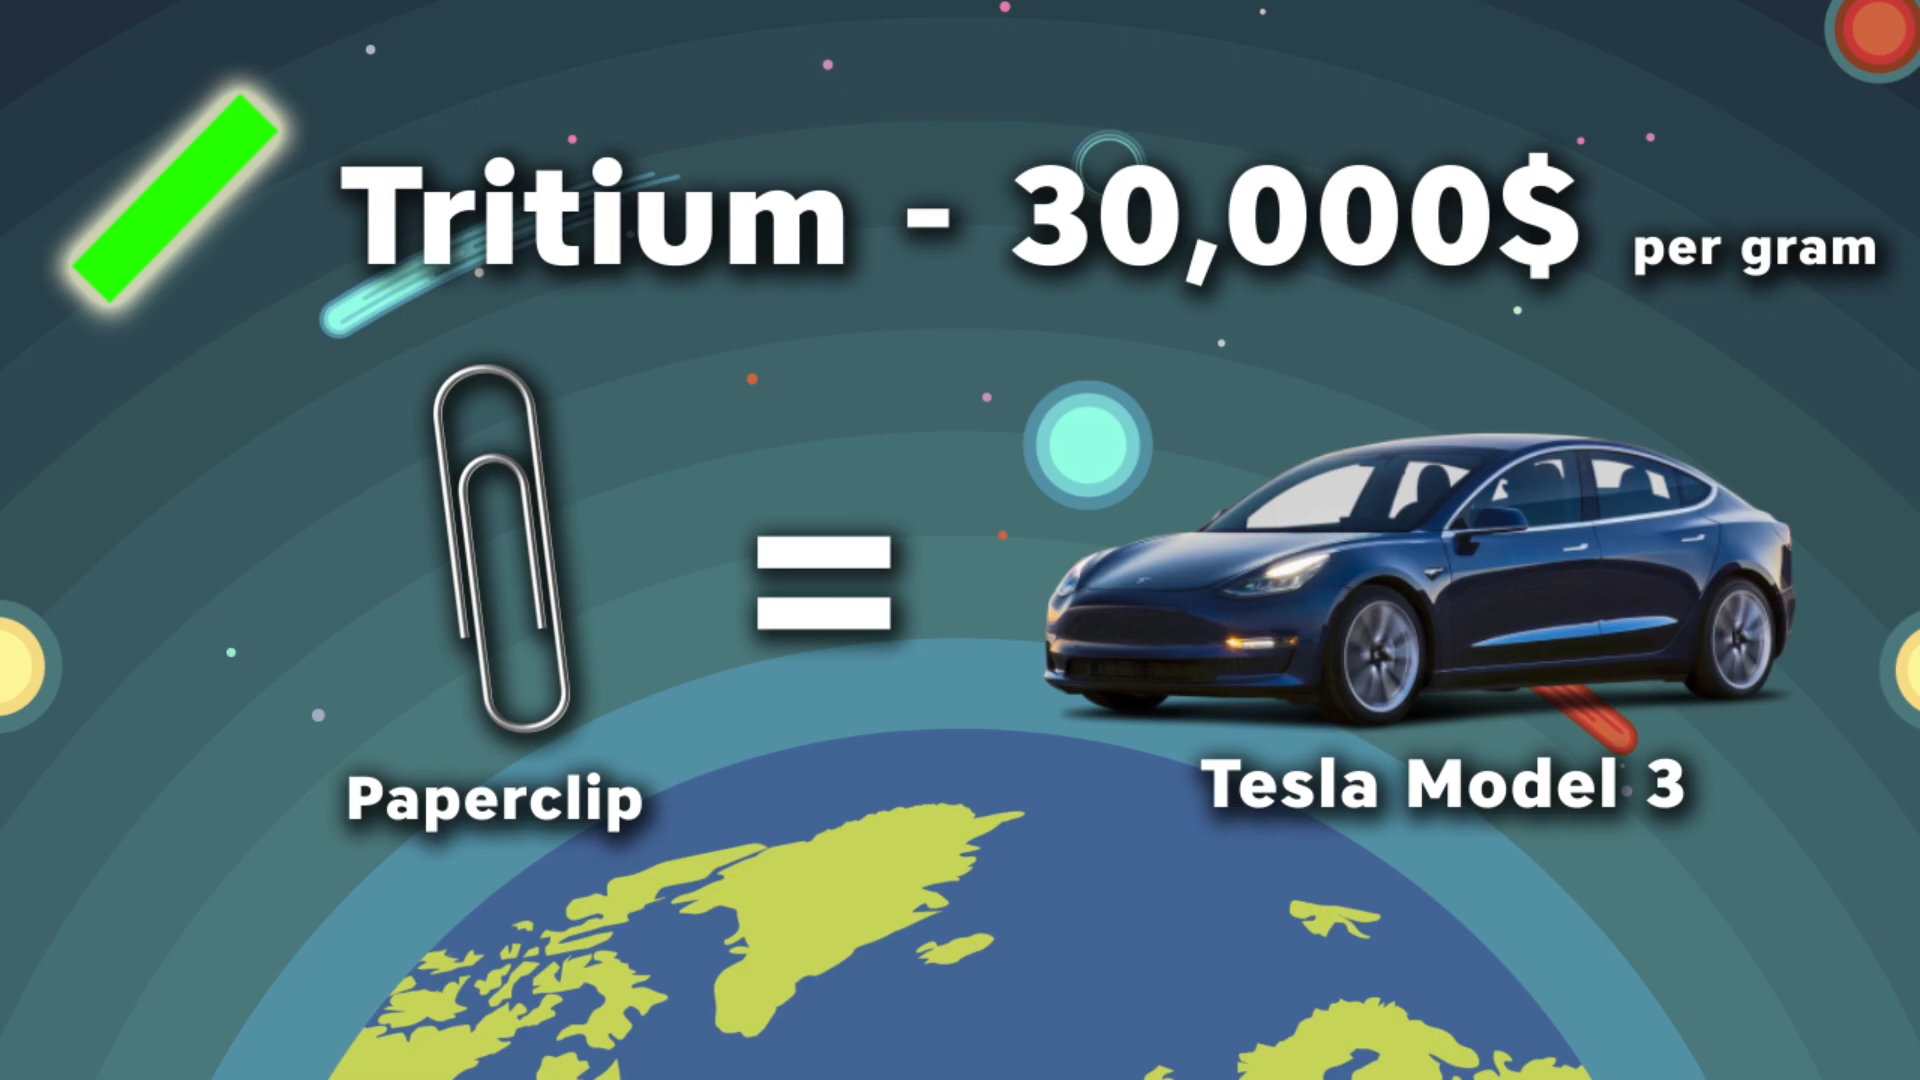 Tritium - 30,000$ per gram
Paperclip
Tesla Model 3